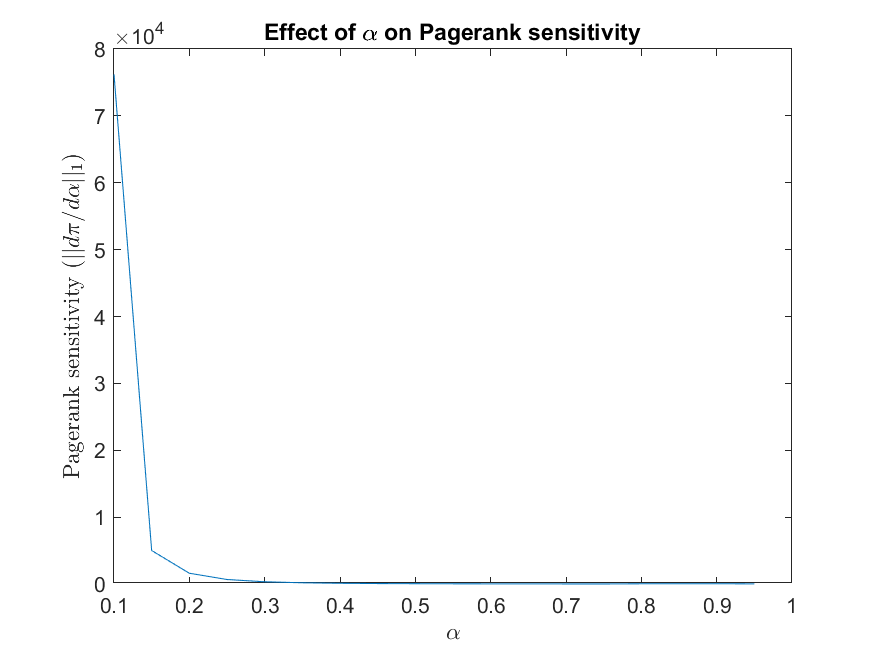 Effect of α on Pagerank sensitivity
×10⁴
8
7
6
5
4
3
2
1
0
Pagerank sensitivity (||dπ/dα||₁)
0.1 0.2 0.3 0.4 0.5 0.6 0.7 0.8 0.9 1
α